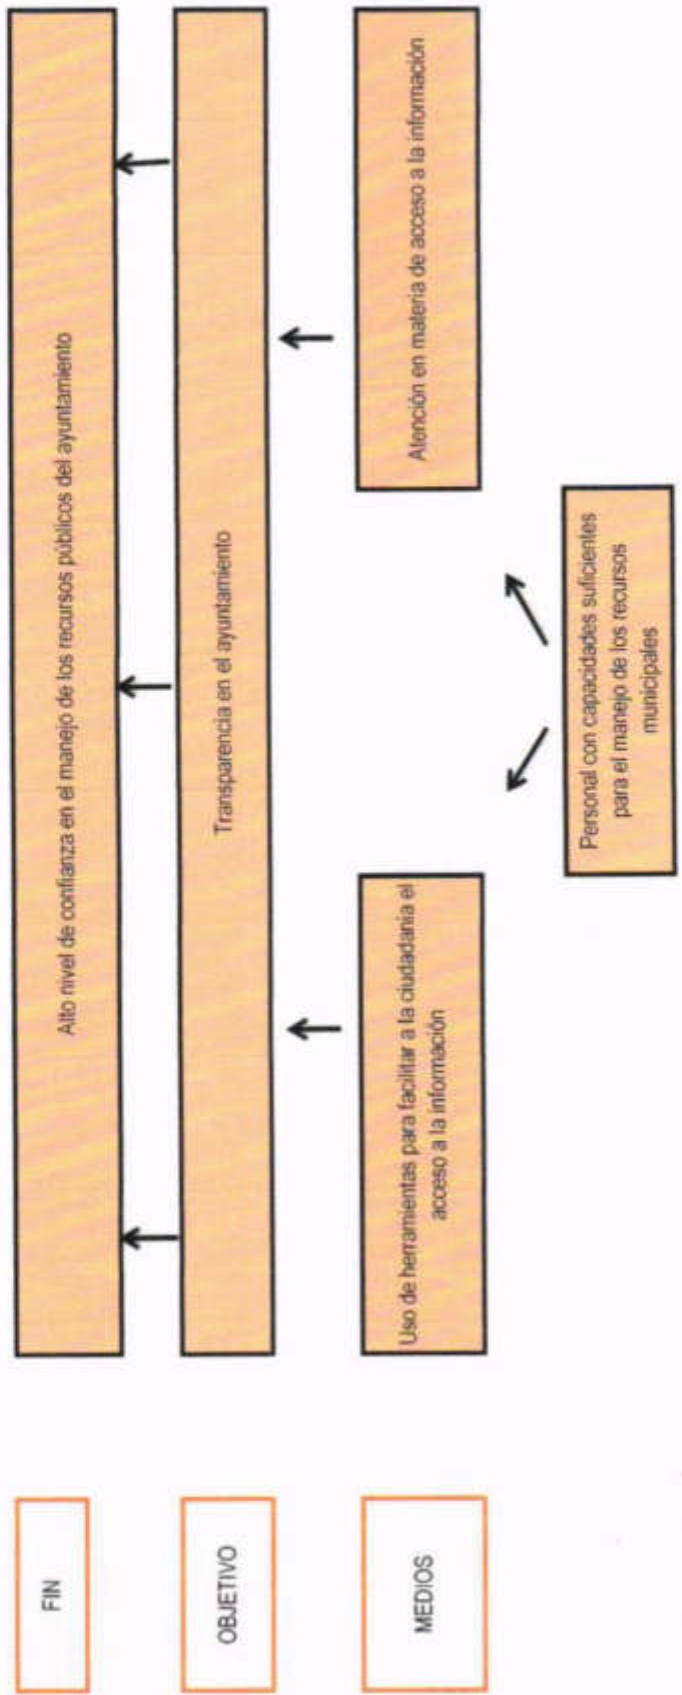 FIN
Alto nivel de confianza en el manejo de los recursos públicos del ayuntamiento
OBJETIVO
Transparencia en el ayuntamiento
MEDIOS
Uso de herramientas para facilitar a la ciudadanía el
acceso a la información
Atención en materia de acceso a la información
Personal con capacidades suficientes
para el manejo de los recursos
municipales